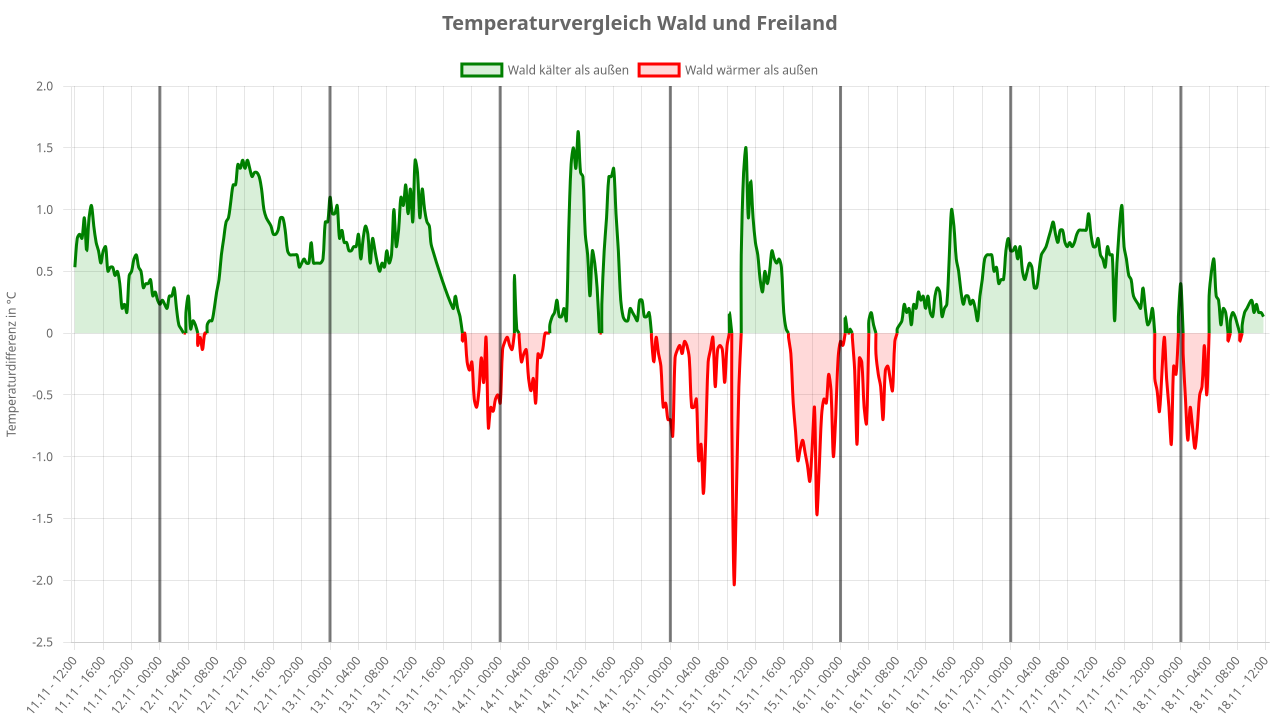 Temperaturvergleich Wald und Freiland
Wald kälter als außen
Wald wärmer als außen
Temperaturdifferenz in °C
2.0
1.5
1.0
0.5
0
-0.5
-1.0
-1.5
-2.0
-2.5
11.11 - 12:00
11.11 - 16:00
11.11 - 20:00
12.11 - 00:00
12.11 - 04:00
12.11 - 08:00
12.11 - 12:00
12.11 - 16:00
12.11 - 20:00
13.11 - 00:00
13.11 - 04:00
13.11 - 08:00
13.11 - 12:00
13.11 - 16:00
13.11 - 20:00
14.11 - 00:00
14.11 - 04:00
14.11 - 08:00
14.11 - 12:00
14.11 - 16:00
14.11 - 20:00
15.11 - 00:00
15.11 - 04:00
15.11 - 08:00
15.11 - 12:00
15.11 - 16:00
15.11 - 20:00
16.11 - 00:00
16.11 - 04:00
16.11 - 08:00
16.11 - 12:00
16.11 - 16:00
16.11 - 20:00
17.11 - 00:00
17.11 - 04:00
17.11 - 08:00
17.11 - 12:00
17.11 - 16:00
17.11 - 20:00
18.11 - 00:00
18.11 - 04:00
18.11 - 08:00
18.11 - 12:00